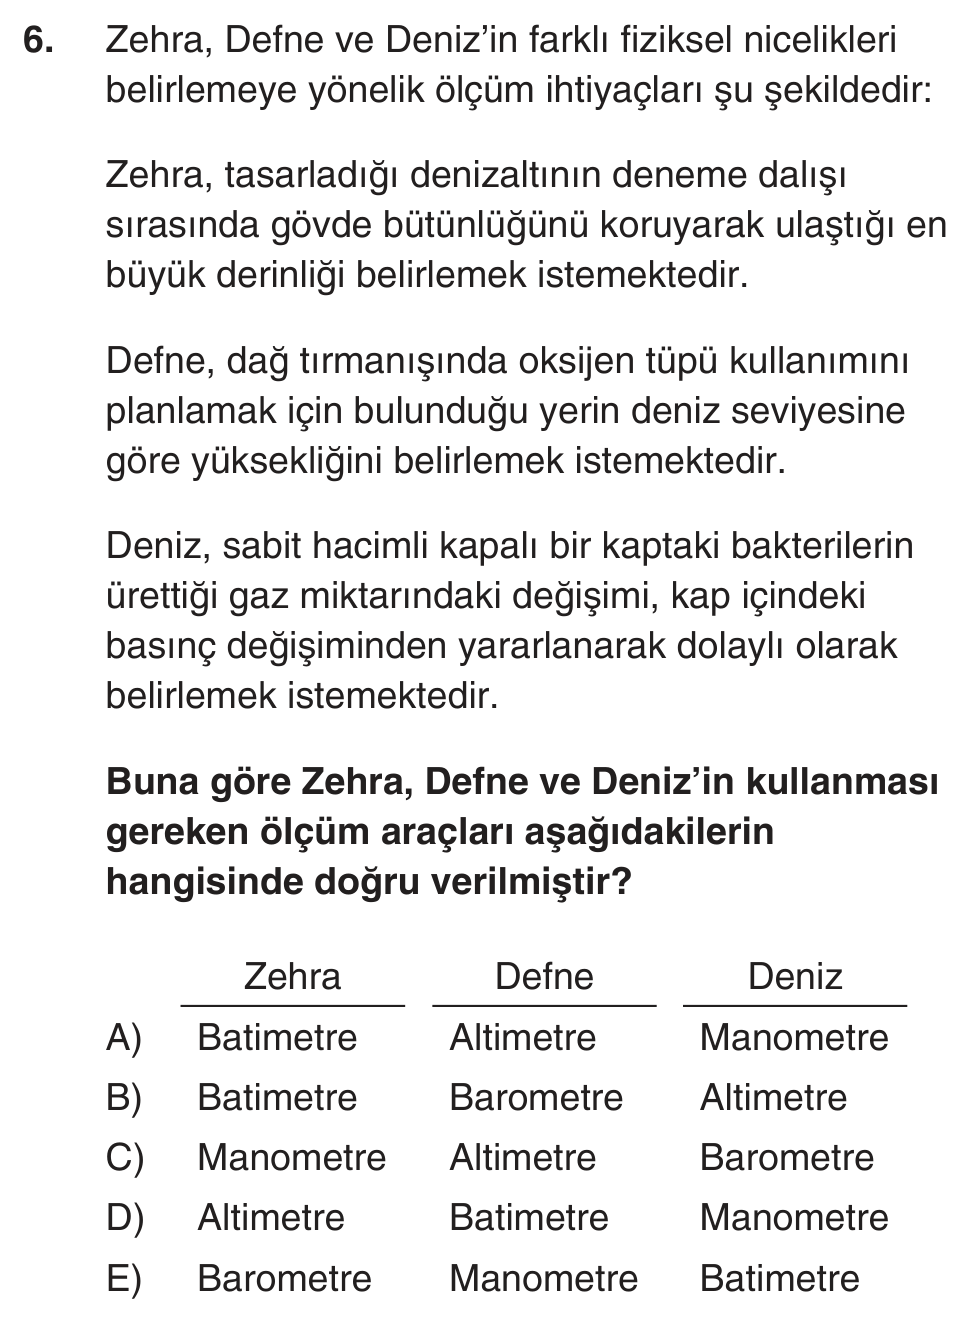 6. Zehra, Defne ve Deniz’in farklı fiziksel nicelikleri
belirlemeye yönelik ölçüm ihtiyaçları şu şekildedir:
Zehra, tasarladığı denizaltının deneme dalışı
sırasında gövde bütünlüğünü koruyarak ulaştığı en
büyük derinliği belirlemek istemektedir.
Defne, dağ tırmanışında oksijen tüpü kullanımını
planlamak için bulunduğu yerin deniz seviyesine
göre yüksekliğini belirlemek istemektedir.
Deniz, sabit hacimli kapalı bir kaptaki bakterilerin
ürettiği gaz miktarındaki değişimi, kap içindeki
basınç değişiminden yararlanarak dolaylı olarak
belirlemek istemektedir.
Buna göre Zehra, Defne ve Deniz’in kullanması
gereken ölçüm araçları aşağıdakilerin
hangisinde doğru verilmiştir?
Zehra Defne Deniz
A) Batimetre Altimetre Manometre
B) Batimetre Barometre Altimetre
C) Manometre Altimetre Barometre
D) Altimetre Batimetre Manometre
E) Barometre Manometre Batimetre